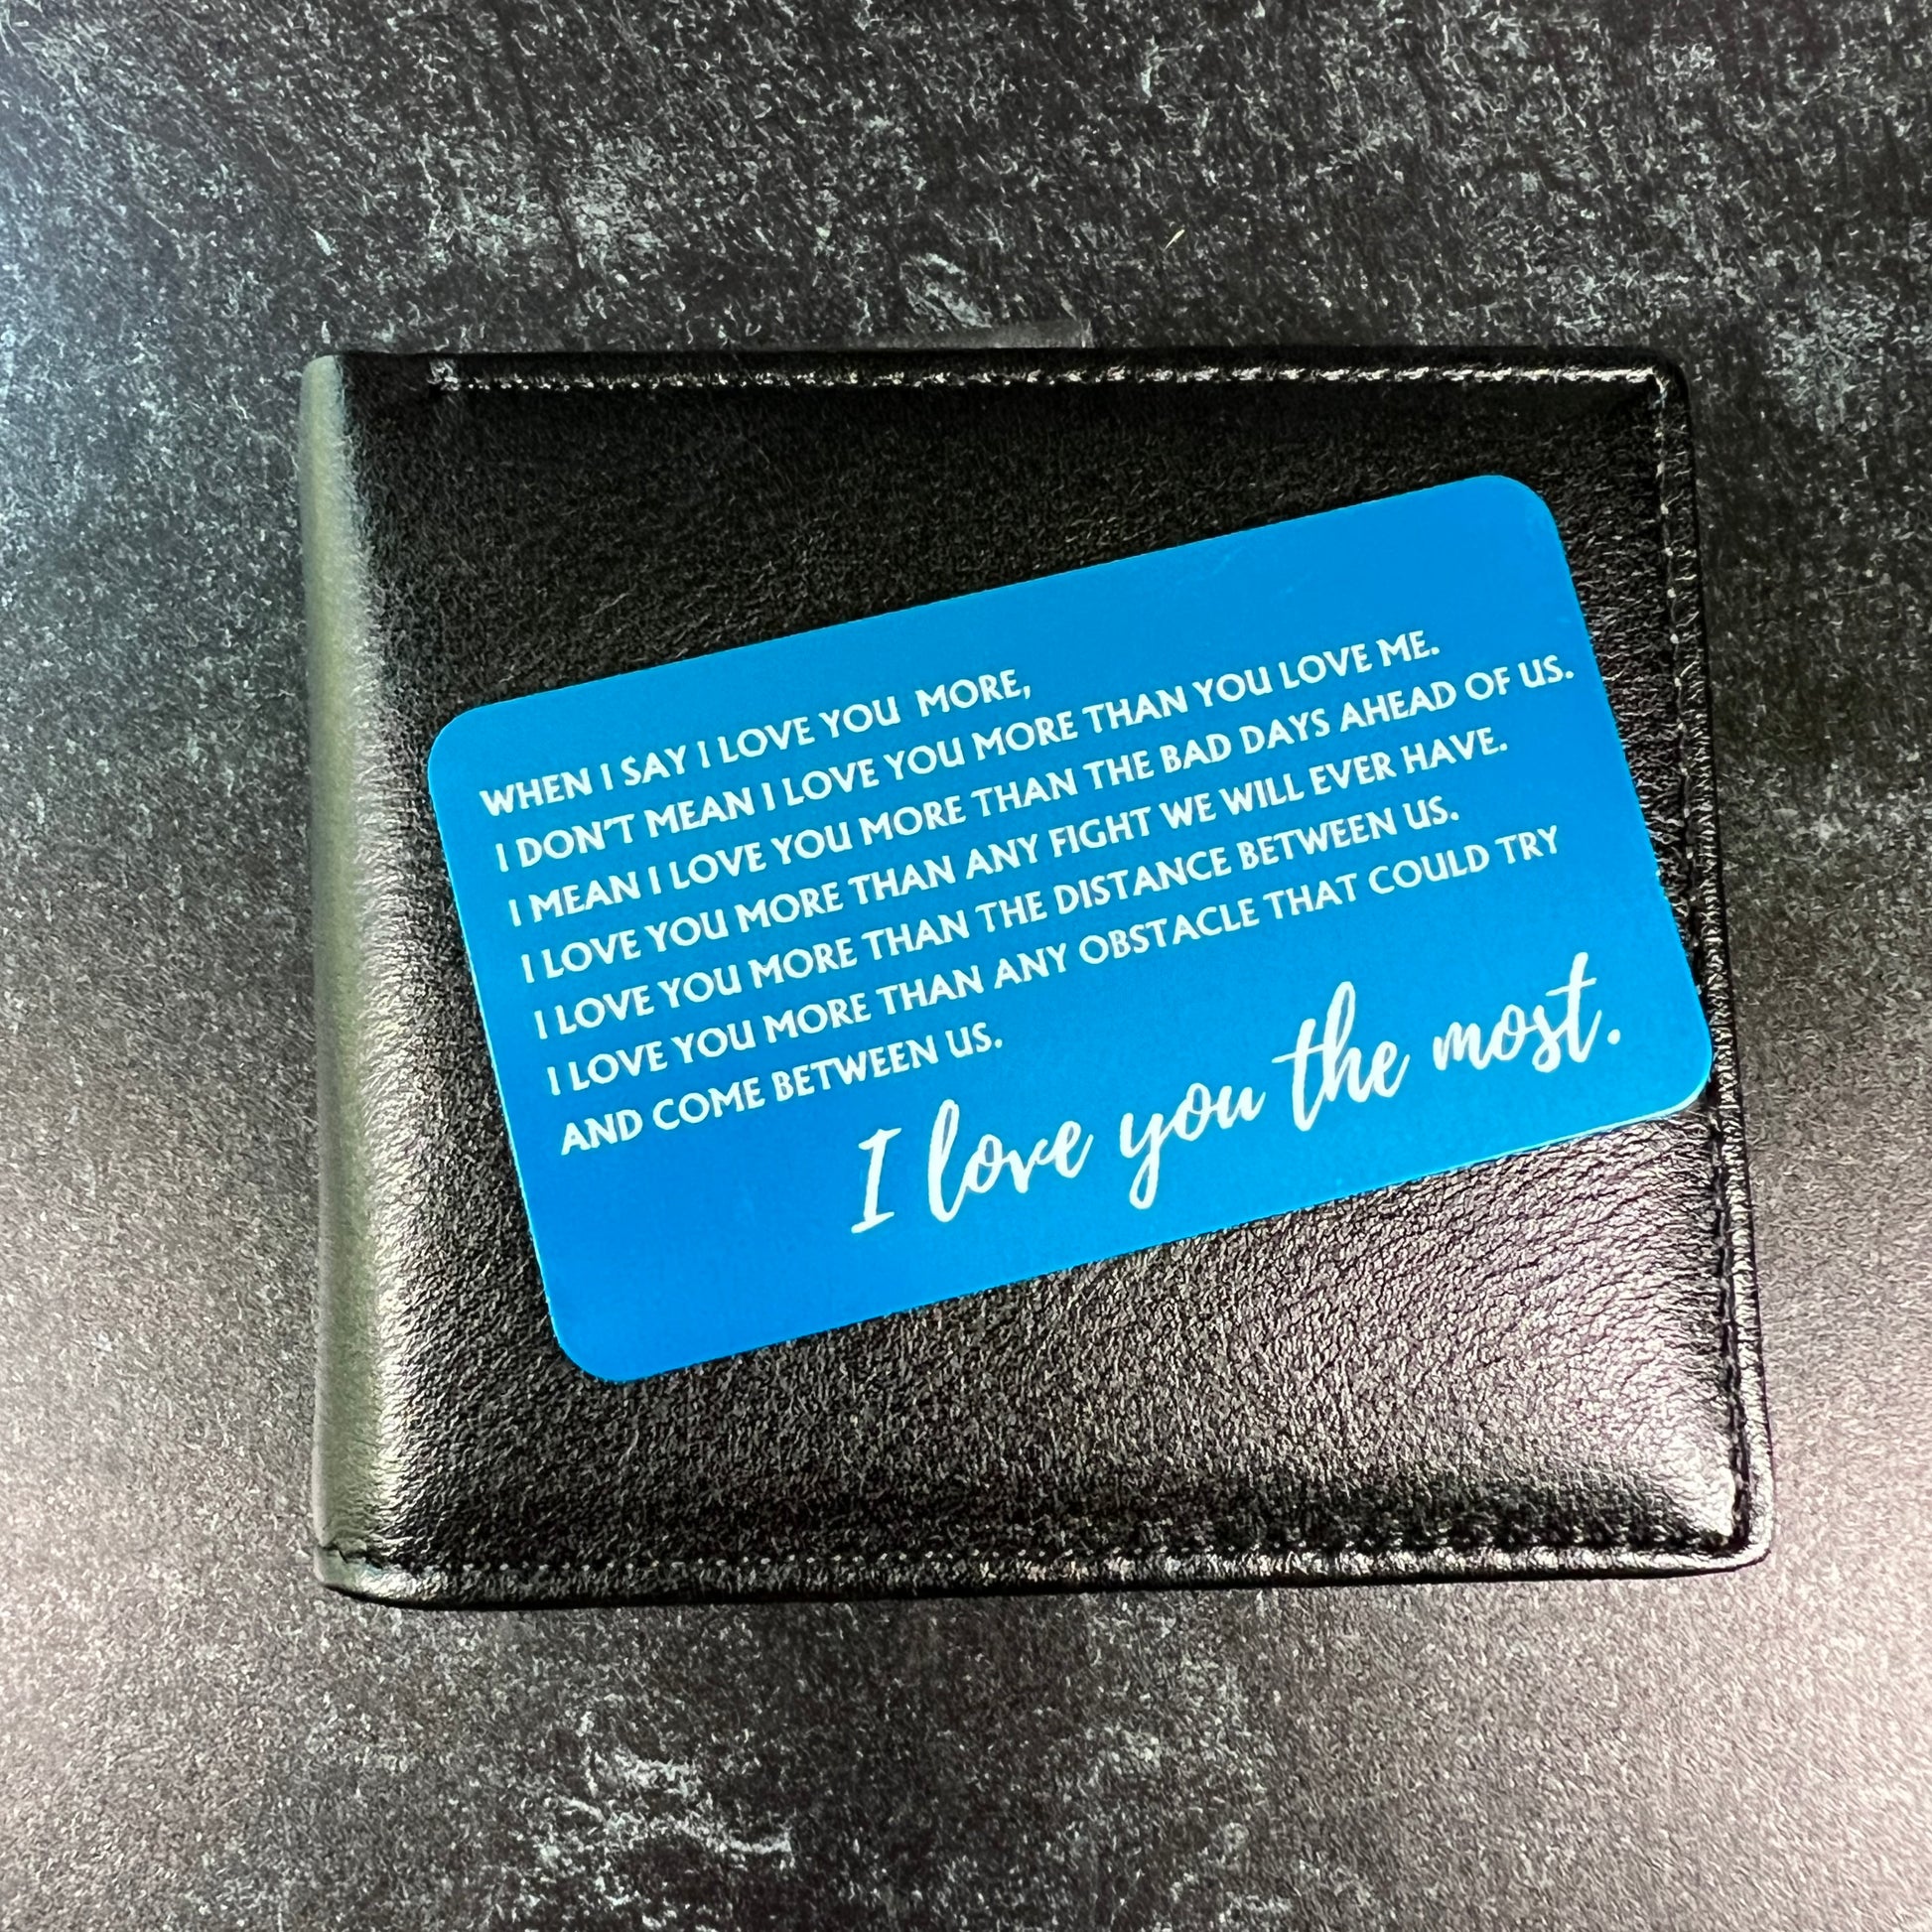 WHEN I SAY I LOVE YOU MORE,
I DON'T MEAN I LOVE YOU MORE THAN YOU LOVE ME.
I MEAN I LOVE YOU MORE THAN THE BAD DAYS AHEAD OF US.
I LOVE YOU MORE THAN ANY FIGHT WE WILL EVER HAVE.
I LOVE YOU MORE THAN THE DISTANCE BETWEEN US.
I LOVE YOU MORE THAN ANY OBSTACLE THAT COULD TRY
AND COME BETWEEN US.
I love you the most.